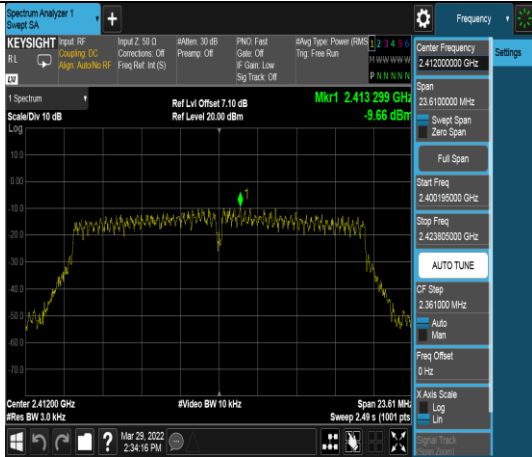 Spectrum Analyzer 1
Swept SA
+
Frequency
KEYSIGHT
RL
Input: RF
Coupling: DC
Align: Auto/No RF
Input Z: 50 Ω
Corrections: Off
Freq Ref: Int (S)
#Atten: 30 dB
Preamp: Off
PNO: Fast
Gate: Off
IF Gain: Low
Sig Track: Off
#Avg Type: Power (RMS
Trig: Free Run
1 2 3 4 5 6
M W W W W W
P N N N N N
LXI
1 Spectrum
Scale/Div 10 dB
Ref Lvl Offset 7.10 dB
Ref Level 20.00 dBm
Mkr1 2.413 299 GHz
-9.66 dBm
Log
10.0
0.00
-10.0
-20.0
-30.0
-40.0
-50.0
-60.0
-70.0
1
Center 2.41200 GHz
#Res BW 3.0 kHz
#Video BW 10 kHz
Span 23.61 MHz
Sweep 2.49 s (1001 pts)
Mar 29, 2022
2:34:16 PM
Settings
Center Frequency
2.412000000 GHz
Span
23.6100000 MHz
Swept Span
Zero Span
Full Span
Start Freq
2.400195000 GHz
Stop Freq
2.423805000 GHz
AUTO TUNE
CF Step
2.361000 MHz
Auto
Man
Freq Offset
0 Hz
X Axis Scale
Log
Lin
Signal Track
(Span Zoom)